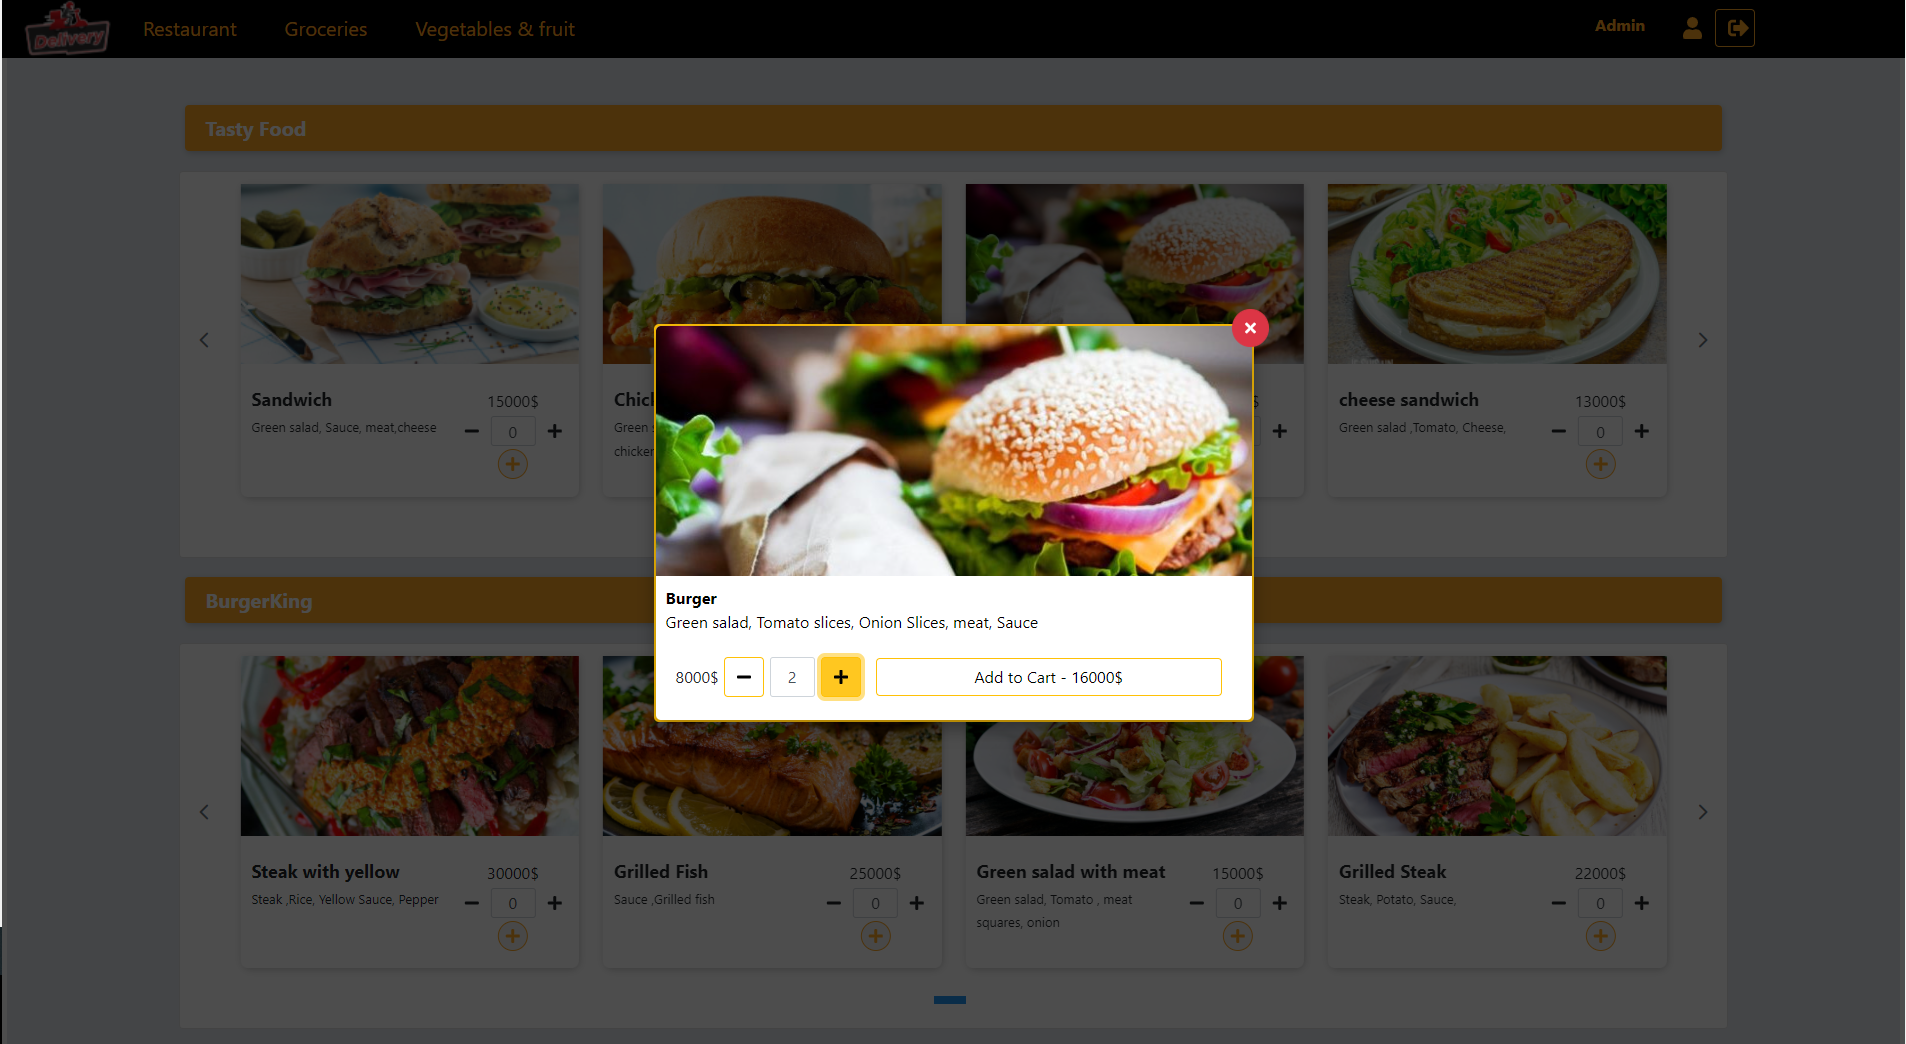 Delivery
Restaurant Groceries Vegetables & fruit Admin
Tasty Food
Sandwich 15000$
Green salad, Sauce, meat,cheese
0
Green
$
cheese sandwich 13000$
Green salad ,Tomato, Cheese,
0
Burger
Green salad, Tomato slices, Onion Slices, meat, Sauce
8000$ 2 Add to Cart - 16000$
BurgerKing
Steak with yellow 30000$
Steak ,Rice, Yellow Sauce, Pepper
0
Grilled Fish 25000$
Sauce ,Grilled fish
0
Green salad with meat 15000$
Green salad, Tomato , meat
squares, onion
0
Grilled Steak 22000$
Steak, Potato, Sauce,
0